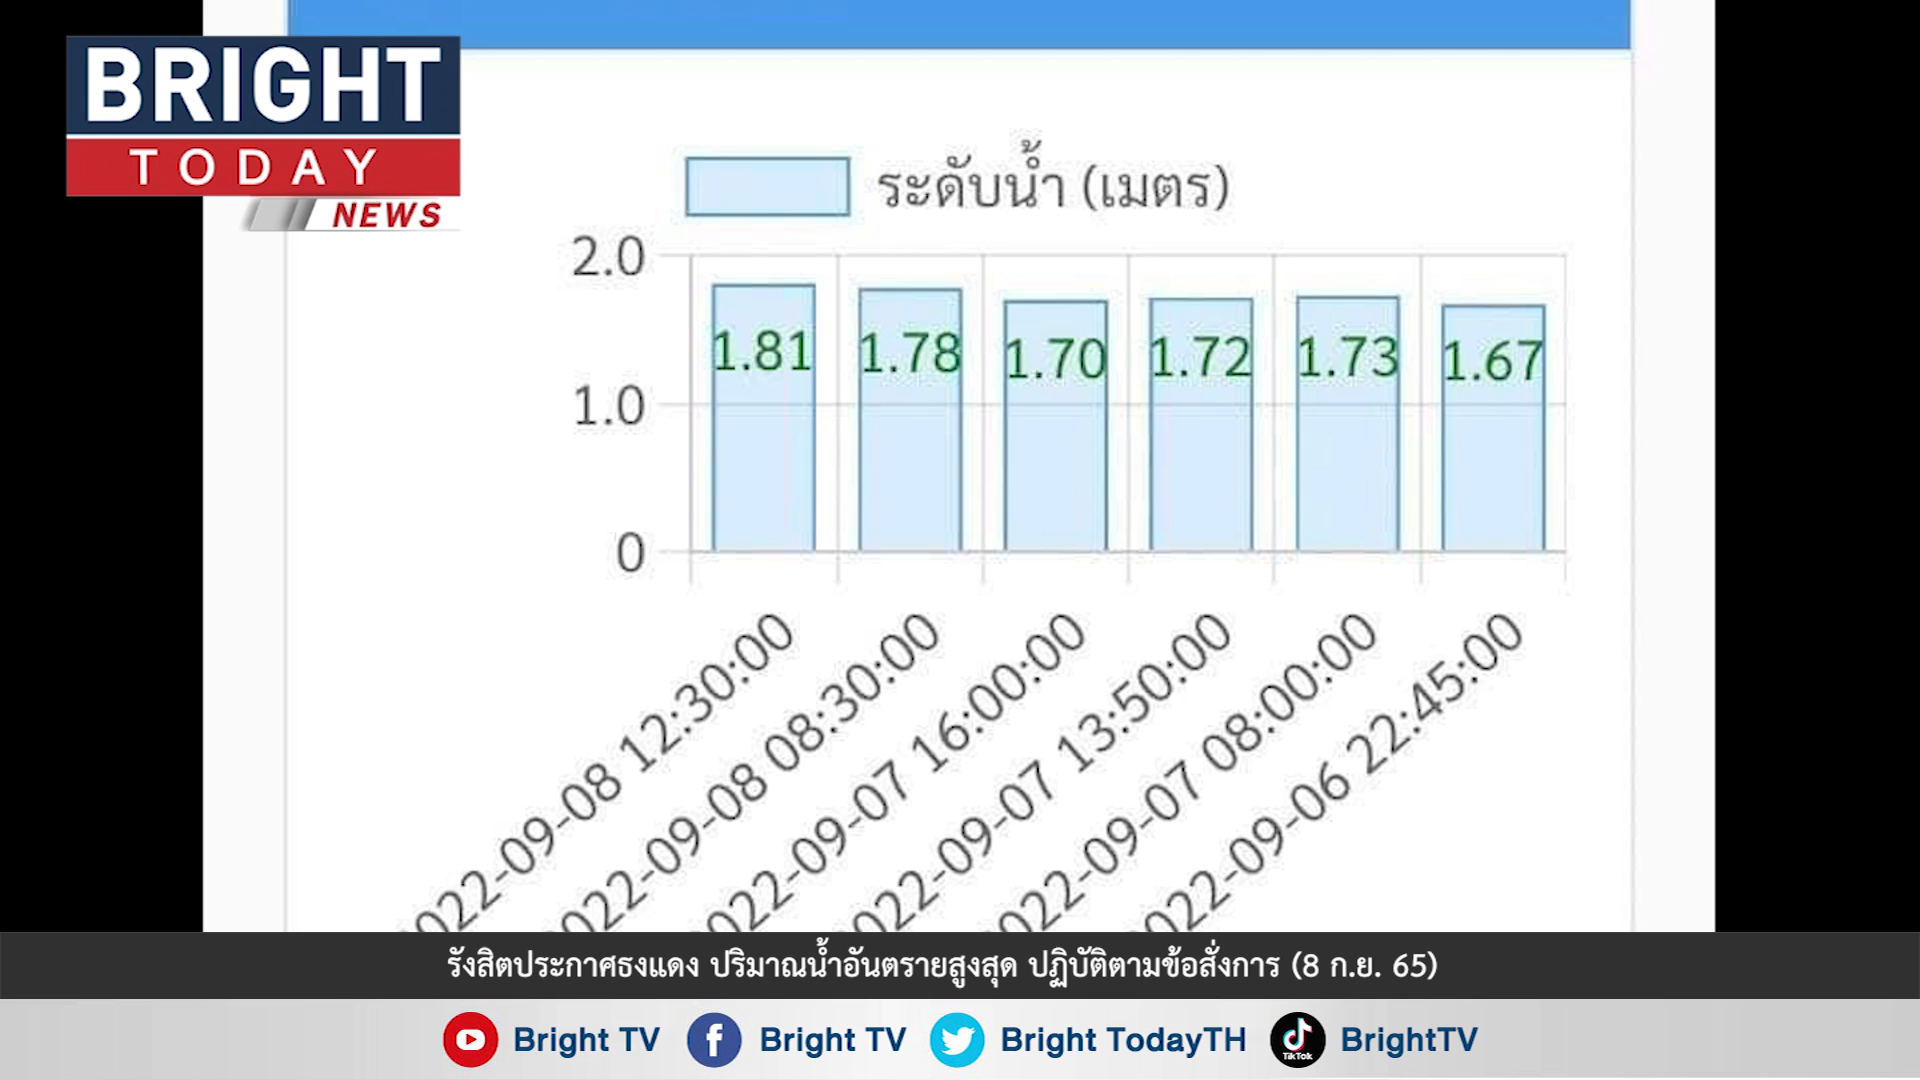 BRIGHT
TODAY
NEWS
ระดับน้ำ (เมตร)
2.0
1.0
0
1.81
1.78
1.70
1.72
1.73
1.67
022-09-08 12:30:00
022-09-08 08:30:00
022-09-07 16:00:00
022-09-07 13:50:00
022-09-07 08:00:00
022-09-06 22:45:00
รังสิตประกาศธงแดง ปริมาณน้ำอันตรายสูงสุด ปฏิบัติตามข้อสั่งการ (8 ก.ย. 65)
Bright TV
Bright TV
Bright TodayTH
TikTok
BrightTV